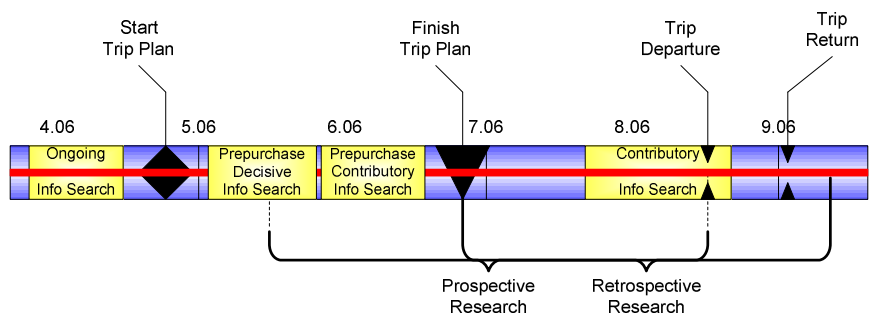 Start
Trip Plan
Finish
Trip Plan
Trip
Departure
Trip
Return
4.06
5.06
6.06
7.06
8.06
9.06
Ongoing
Info Search
Prepurchase
Decisive
Info Search
Prepurchase
Contributory
Info Search
Contributory
Info Search
Prospective
Research
Retrospective
Research